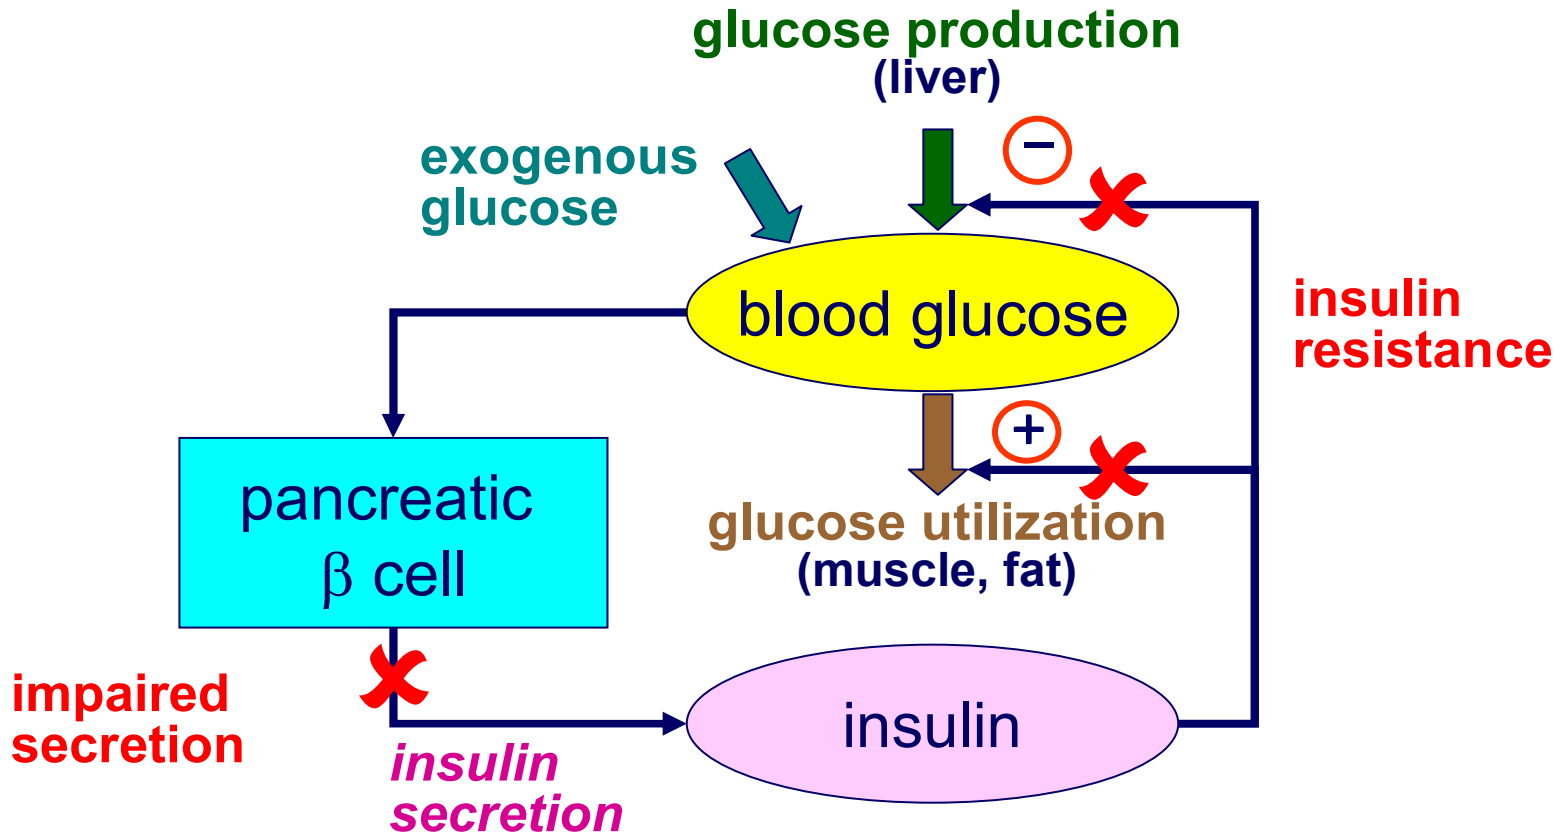 glucose production
(liver)
exogenous
glucose
−
blood glucose
insulin
resistance
+
glucose utilization
(muscle, fat)
pancreatic
β cell
impaired
secretion
insulin
secretion
insulin